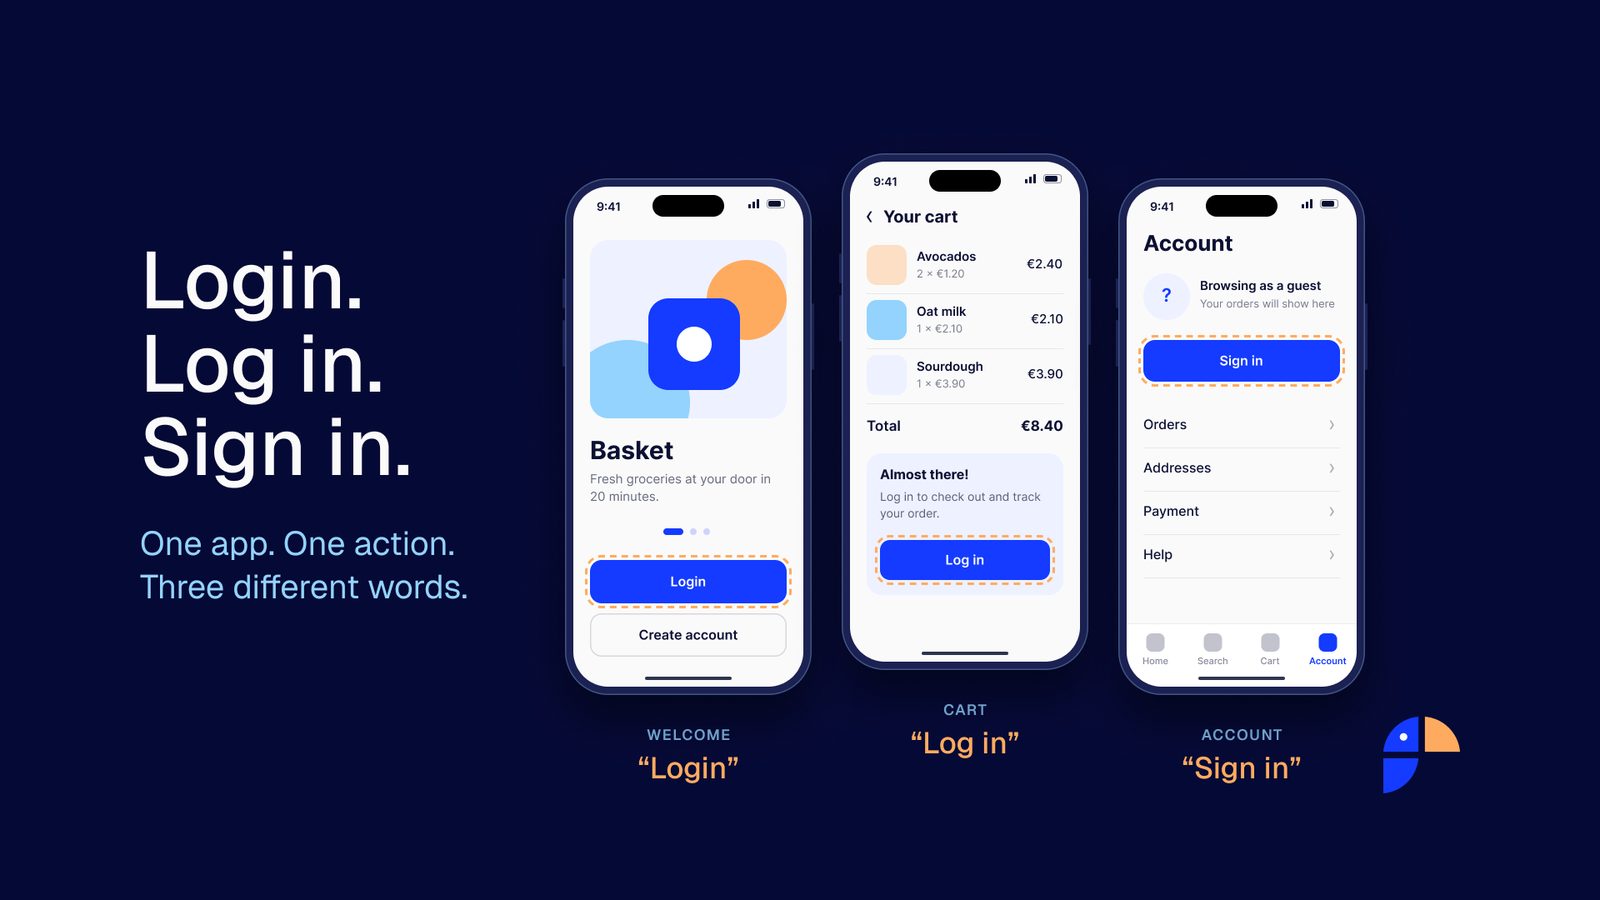 Login.
Log in.
Sign in.
One app. One action.
Three different words.
9:41
Basket
Fresh groceries at your door in
20 minutes.
Login
Create account
WELCOME
“Login”
9:41
‹ Your cart
Avocados
2 × €1.20
€2.40
Oat milk
1 × €2.10
€2.10
Sourdough
1 × €3.90
€3.90
Total
€8.40
Almost there!
Log in to check out and track
your order.
Log in
CART
“Log in”
9:41
Account
?
Browsing as a guest
Your orders will show here
Sign in
Orders
Addresses
Payment
Help
Home
Search
Cart
Account
ACCOUNT
“Sign in”